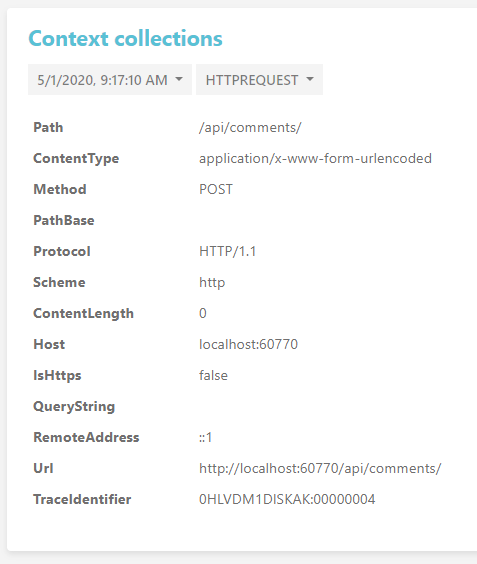 Context collections
5/1/2020, 9:17:10 AM HTTPREQUEST
Path /api/comments/
ContentType application/x-www-form-urlencoded
Method POST
PathBase
Protocol HTTP/1.1
Scheme http
ContentLength 0
Host localhost:60770
IsHttps false
QueryString
RemoteAddress ::1
Url http://localhost:60770/api/comments/
TraceIdentifier 0HLVDM1DISKAK:00000004